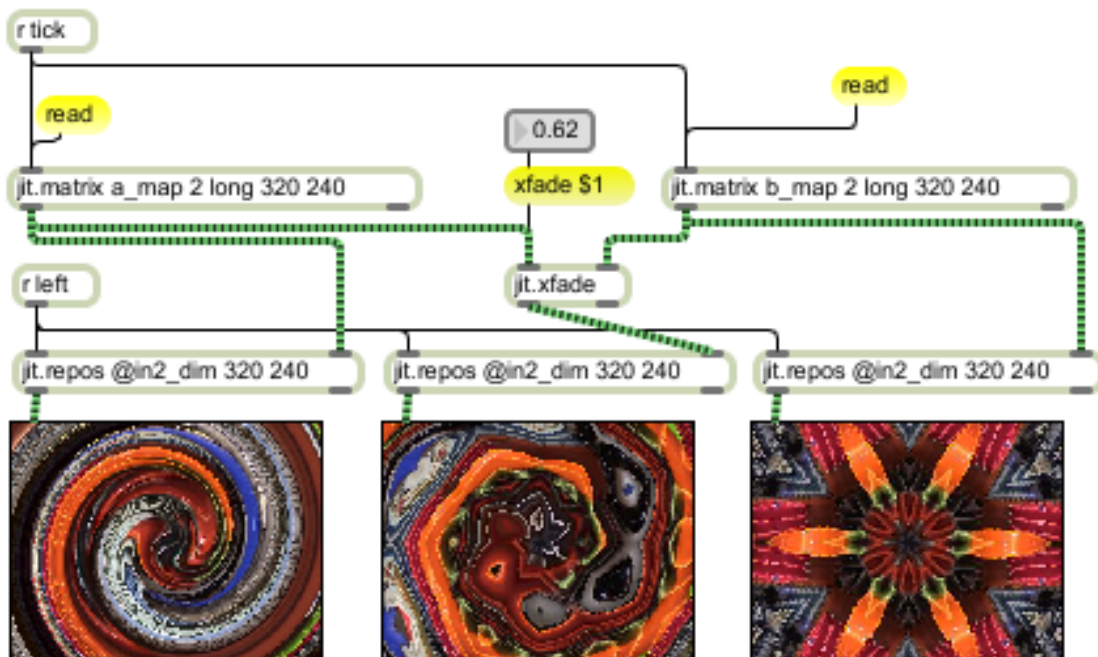 r tick
read
read
0.62
jit.matrix a_map 2 long 320 240
xfade $1
jit.matrix b_map 2 long 320 240
r left
jit.xfade
jit.repos @in2_dim 320 240
jit.repos @in2_dim 320 240
jit.repos @in2_dim 320 240